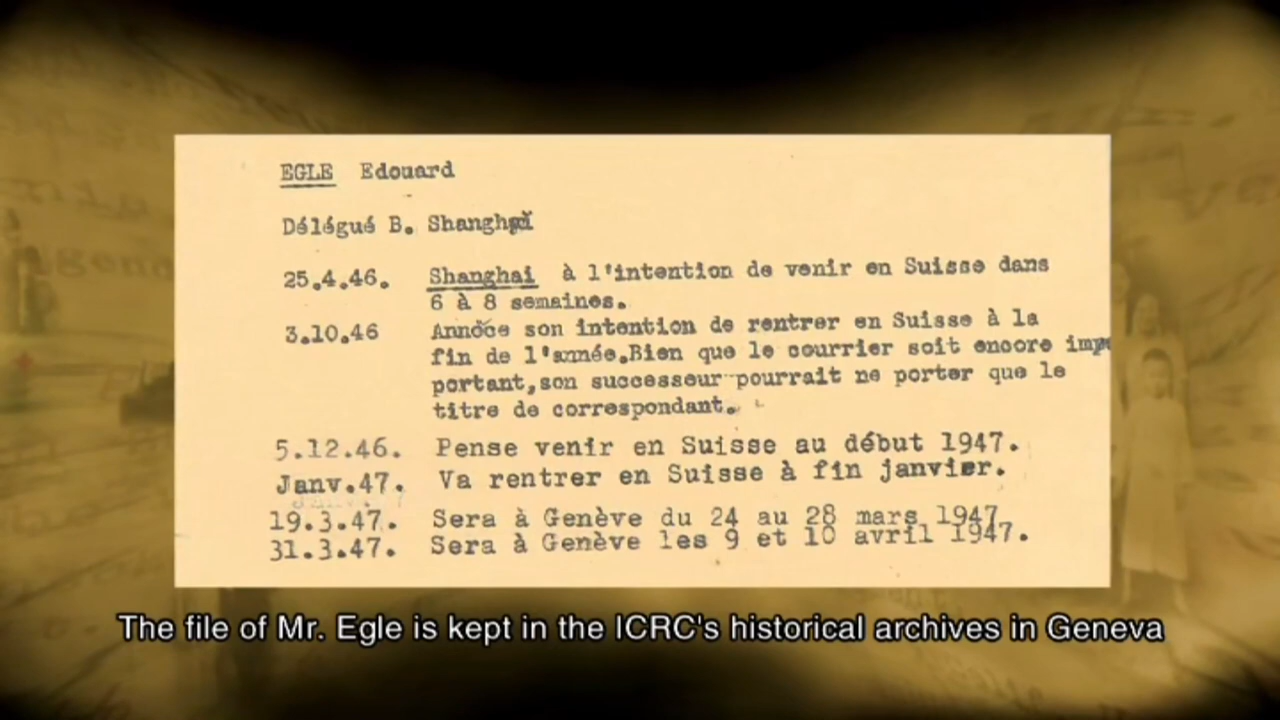 EGLE Edouard
Délégué B. Shanghai
25.4.46. Shanghai à l'intention de venir en Suisse dans
6 à 8 semaines.
3.10.46 Annoce son intention de rentrer en Suisse à la
fin de l'année.Bien que le courrier soit encore imp
portant,son successeur pourrait ne porter que le
titre de correspondant.
5.12.46. Pense venir en Suisse au début 1947.
Janv.47. Va rentrer en Suisse à fin janvier.
19.3.47. Sera à Genève du 24 au 28 mars 1947.
31.3.47. Sera à Genève les 9 et 10 avril 1947.
The file of Mr. Egle is kept in the ICRC's historical archives in Geneva